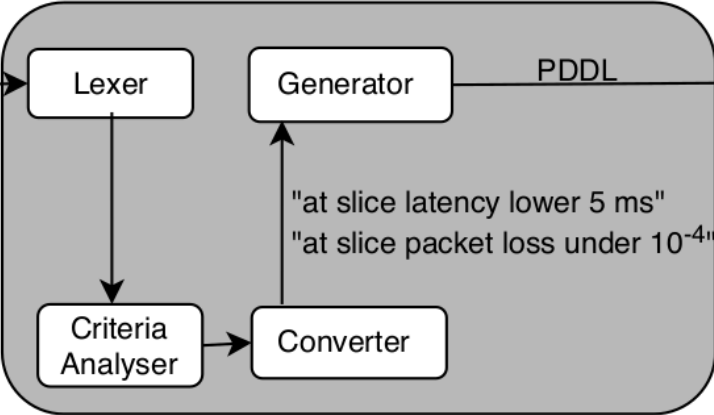 Lexer
Generator
PDDL
"at slice latency lower 5 ms"
"at slice packet loss under 10⁻⁴"
Criteria
Analyser
Converter